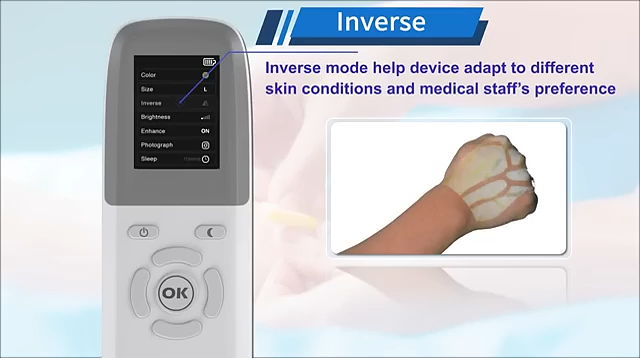 Inverse
Inverse mode help device adapt to different
skin conditions and medical staff's preference
Color
Size L
Inverse
Brightness
Enhance ON
Photograph
Sleep
OK